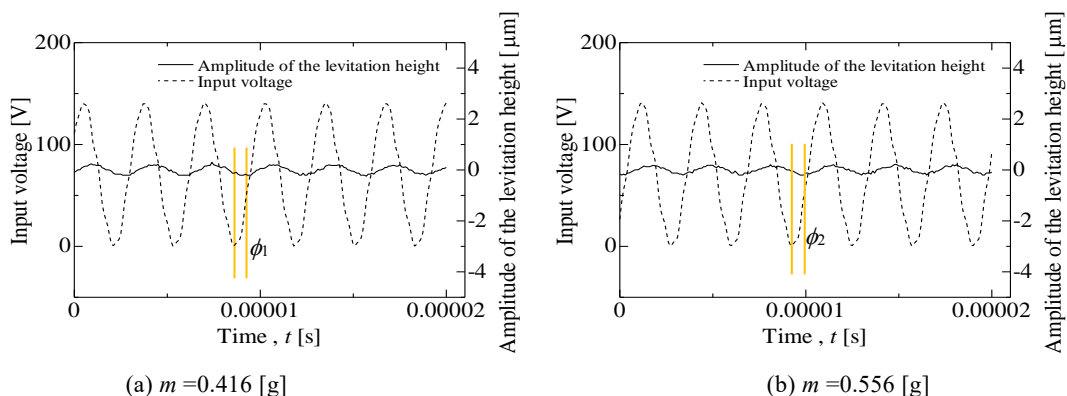 200
100
0
Input voltage [V]
4
2
0
-2
-4
Amplitude of the levitation height [µm]
Amplitude of the levitation height
Input voltage
ϕ1
0
0.00001
0.00002
Time , t [s]
(a) m =0.416 [g]
200
100
0
Input voltage [V]
4
2
0
-2
-4
Amplitude of the levitation height [µm]
Amplitude of the levitation height
Input voltage
ϕ2
0
0.00001
0.00002
Time , t [s]
(b) m =0.556 [g]